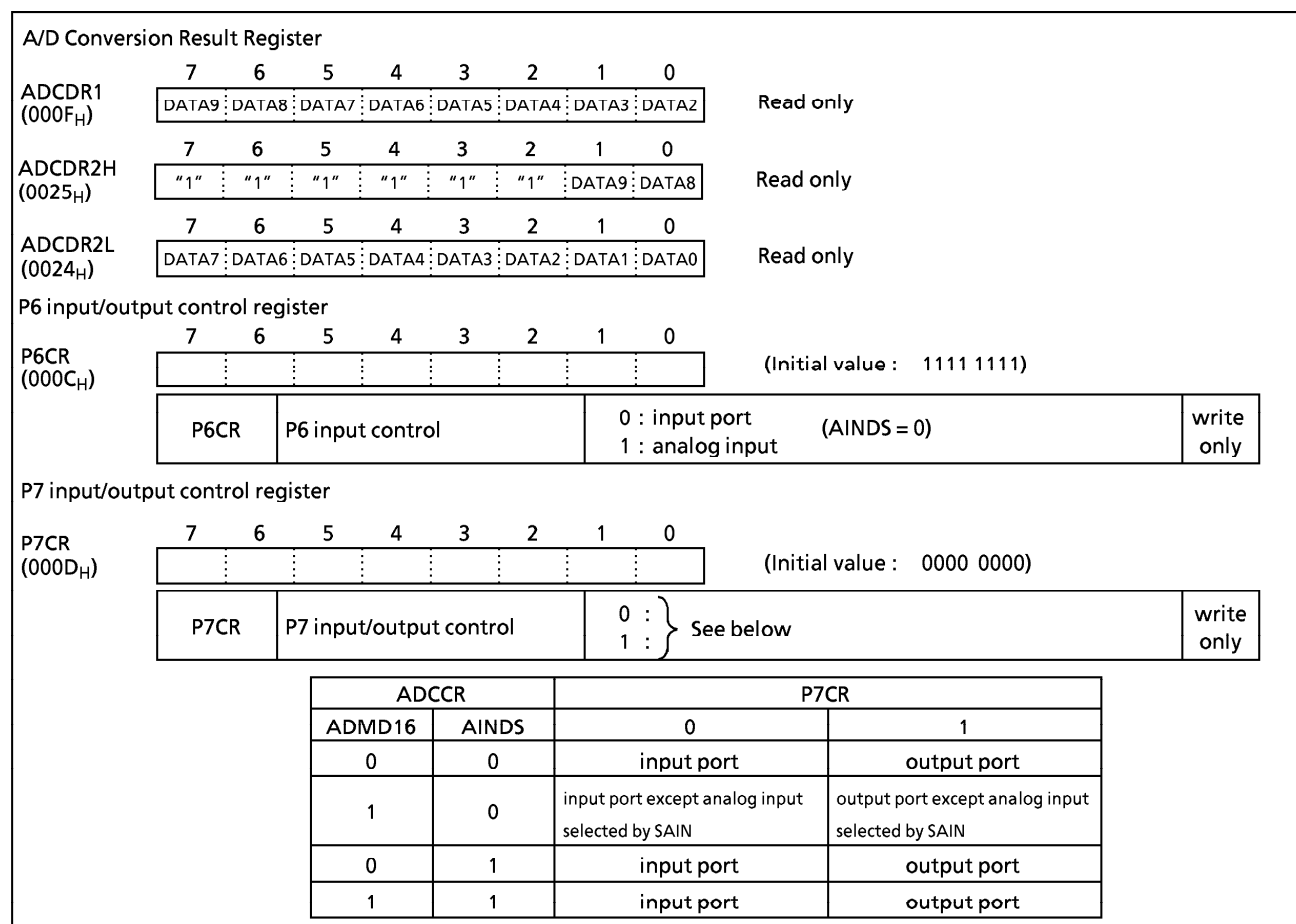 A/D Conversion Result Register
7 6 5 4 3 2 1 0
ADCDR1
(000FH)
DATA9 DATA8 DATA7 DATA6 DATA5 DATA4 DATA3 DATA2
Read only
7 6 5 4 3 2 1 0
ADCDR2H
(0025H)
"1" "1" "1" "1" "1" "1" DATA9 DATA8
Read only
7 6 5 4 3 2 1 0
ADCDR2L
(0024H)
DATA7 DATA6 DATA5 DATA4 DATA3 DATA2 DATA1 DATA0
Read only
P6 input/output control register
7 6 5 4 3 2 1 0
P6CR
(000CH)
(Initial value : 1111 1111)
P6CR
P6 input control
0 : input port
1 : analog input
(AINDS = 0)
write
only
P7 input/output control register
7 6 5 4 3 2 1 0
P7CR
(000DH)
(Initial value : 0000 0000)
P7CR
P7 input/output control
0 :
1 :
See below
write
only
ADCCR P7CR
ADMD16 AINDS 0 1
0 0 input port output port
1 0
input port except analog input
selected by SAIN
output port except analog input
selected by SAIN
0 1 input port output port
1 1 input port output port